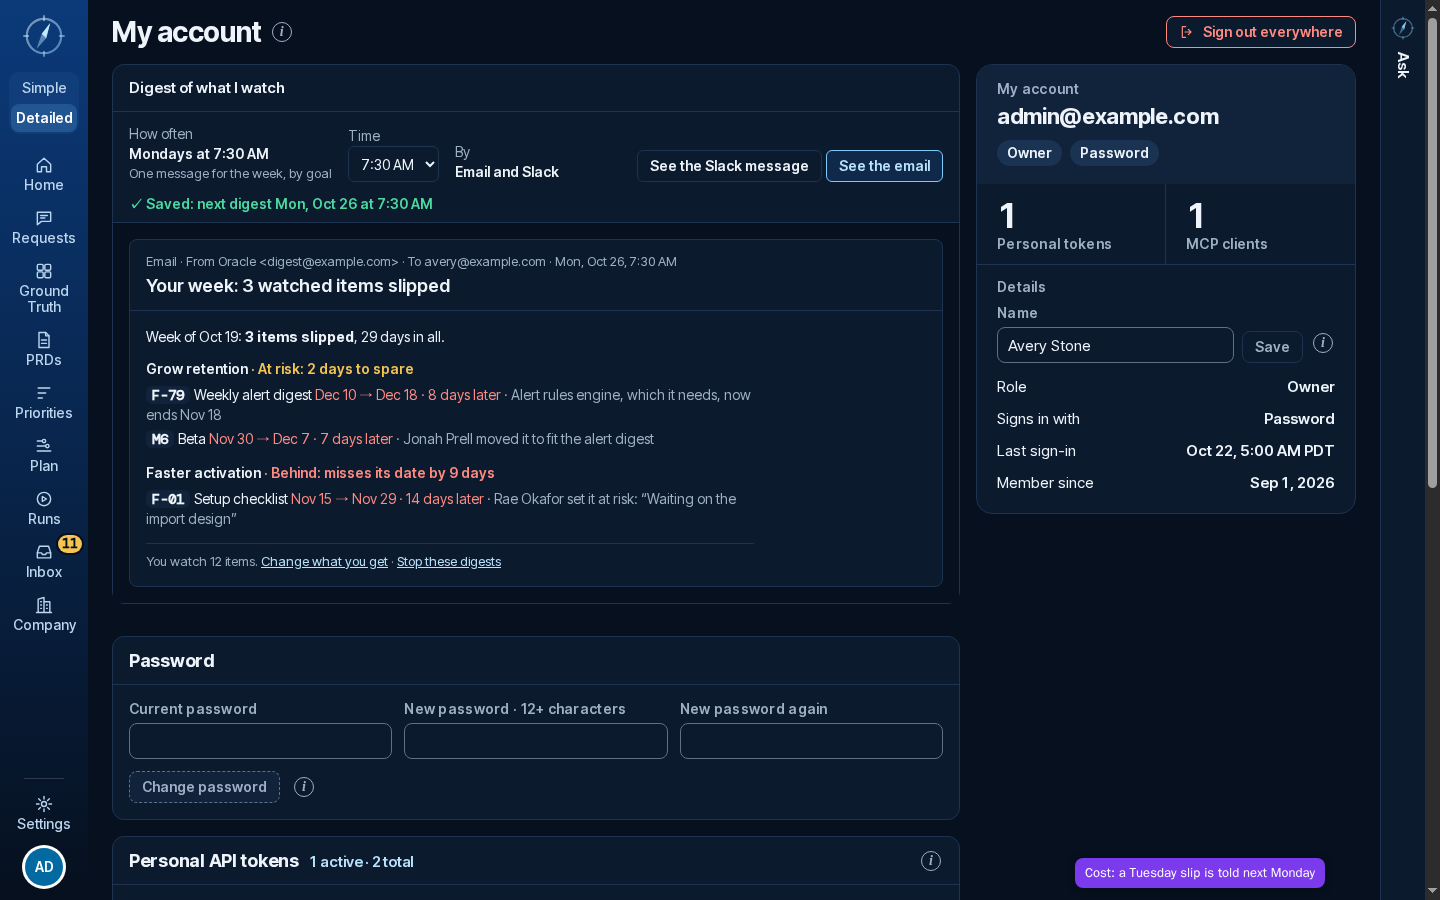 Simple
Detailed
Home
Requests
Ground
Truth
PRDs
Priorities
Plan
Runs
11
Inbox
Company
Settings
AD
My account
i
Sign out everywhere
Digest of what I watch
How often
Mondays at 7:30 AM
One message for the week, by goal
Time
7:30 AM
By
Email and Slack
See the Slack message
See the email
✓ Saved: next digest Mon, Oct 26 at 7:30 AM
Email · From Oracle <digest@example.com> · To avery@example.com · Mon, Oct 26, 7:30 AM
Your week: 3 watched items slipped
Week of Oct 19: 3 items slipped, 29 days in all.
Grow retention · At risk: 2 days to spare
F-79 Weekly alert digest Dec 10 → Dec 18 · 8 days later · Alert rules engine, which it needs, now
ends Nov 18
M6 Beta Nov 30 → Dec 7 · 7 days later · Jonah Prell moved it to fit the alert digest
Faster activation · Behind: misses its date by 9 days
F-01 Setup checklist Nov 15 → Nov 29 · 14 days later · Rae Okafor set it at risk: “Waiting on the
import design”
You watch 12 items. Change what you get · Stop these digests
Password
Current password
New password · 12+ characters
New password again
Change password
i
Personal API tokens 1 active · 2 total
i
My account
admin@example.com
Owner
Password
1
Personal tokens
1
MCP clients
Details
Name
Avery Stone
Save
i
Role Owner
Signs in with Password
Last sign-in Oct 22, 5:00 AM PDT
Member since Sep 1, 2026
Cost: a Tuesday slip is told next Monday
Ask